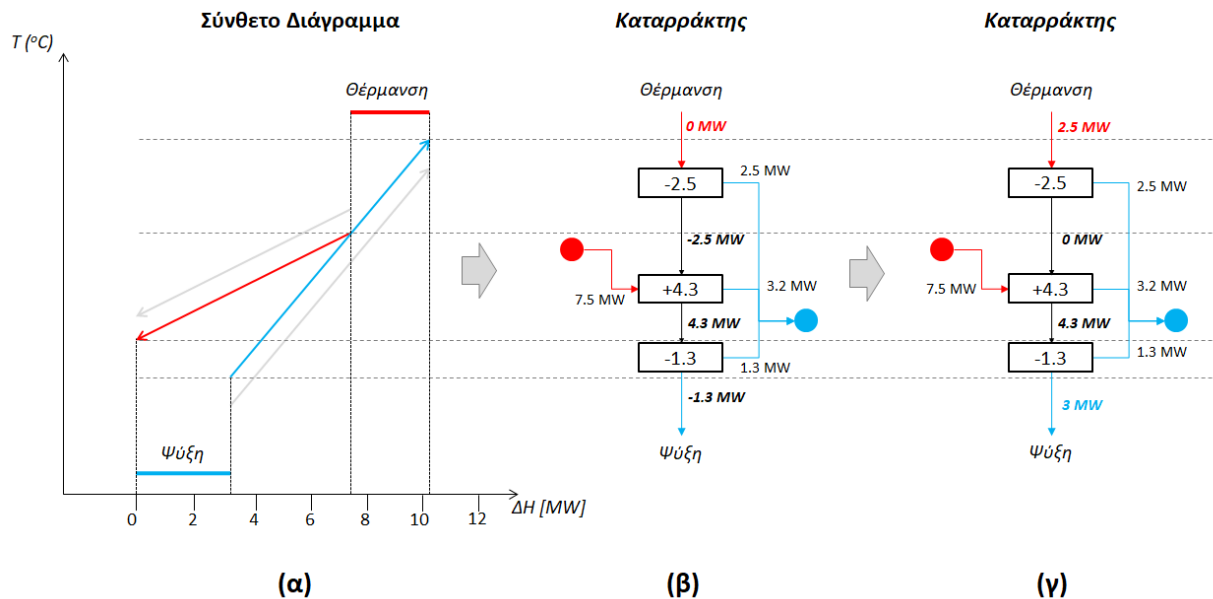 Σύνθετο Διάγραμμα
Καταρράκτης
Καταρράκτης
T (°C)
Θέρμανση
Ψύξη
0
2
4
6
8
10
12
ΔH [MW]
Θέρμανση
0 MW
-2.5
2.5 MW
-2.5 MW
7.5 MW
+4.3
3.2 MW
4.3 MW
-1.3
1.3 MW
-1.3 MW
Ψύξη
Θέρμανση
2.5 MW
-2.5
2.5 MW
0 MW
7.5 MW
+4.3
3.2 MW
4.3 MW
-1.3
1.3 MW
3 MW
Ψύξη
(α)
(β)
(γ)